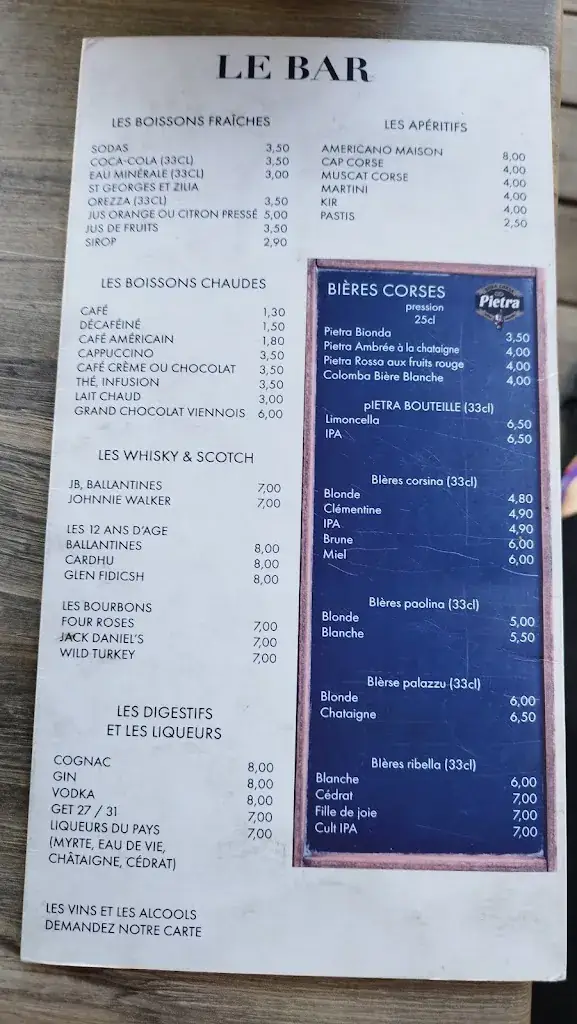 LE BAR
LES BOISSONS FRAÎCHES
SODAS 3,50
COCA-COLA (33CL) 3,50
EAU MINÉRALE (33CL) 3,00
ST GEORGES ET ZILIA
OREZZA (33CL) 3,50
JUS ORANGE OU CITRON PRESSÉ 5,00
JUS DE FRUITS 3,50
SIROP 2,90
LES BOISSONS CHAUDES
CAFÉ 1,30
DÉCAFÉINÉ 1,50
CAFÉ AMÉRICAIN 1,80
CAPPUCCINO 3,50
CAFÉ CRÈME OU CHOCOLAT 3,50
THÉ, INFUSION 3,50
LAIT CHAUD 3,00
GRAND CHOCOLAT VIENNOIS 6,00
LES WHISKY & SCOTCH
JB, BALLANTINES 7,00
JOHNNIE WALKER 7,00
LES 12 ANS D'AGE
BALLANTINES 8,00
CARDHU 8,00
GLEN FIDICSH 8,00
LES BOURBONS
FOUR ROSES 7,00
JACK DANIEL'S 7,00
WILD TURKEY 7,00
LES DIGESTIFS
ET LES LIQUEURS
COGNAC 8,00
GIN 8,00
VODKA 8,00
GET 27 / 31 7,00
LIQUEURS DU PAYS 7,00
(MYRTE, EAU DE VIE,
CHÂTAIGNE, CÉDRAT)
LES VINS ET LES ALCOOLS
DEMANDEZ NOTRE CARTE
LES APÉRITIFS
AMERICANO MAISON 8,00
CAP CORSE 4,00
MUSCAT CORSE 4,00
MARTINI 4,00
KIR 4,00
PASTIS 2,50
BIÈRES CORSES
pression
25cl
Pietra
Pietra Bionda 3,50
Pietra Ambrée à la chataigne 4,00
Pietra Rossa aux fruits rouge 4,00
Colomba Bière Blanche 4,00
pIETRA BOUTEILLE (33cl)
Limoncella 6,50
IPA 6,50
BIères corsina (33cl)
Blonde 4,80
Clémentine 4,90
IPA 4,90
Brune 6,00
Miel 6,00
BIères paolina (33cl)
Blonde 5,00
Blanche 5,50
BIèrse palazzu (33cl)
Blonde 6,00
Chataigne 6,50
BIères ribella (33cl)
Blanche 6,00
Cédrat 7,00
Fille de joie 7,00
Cult IPA 7,00